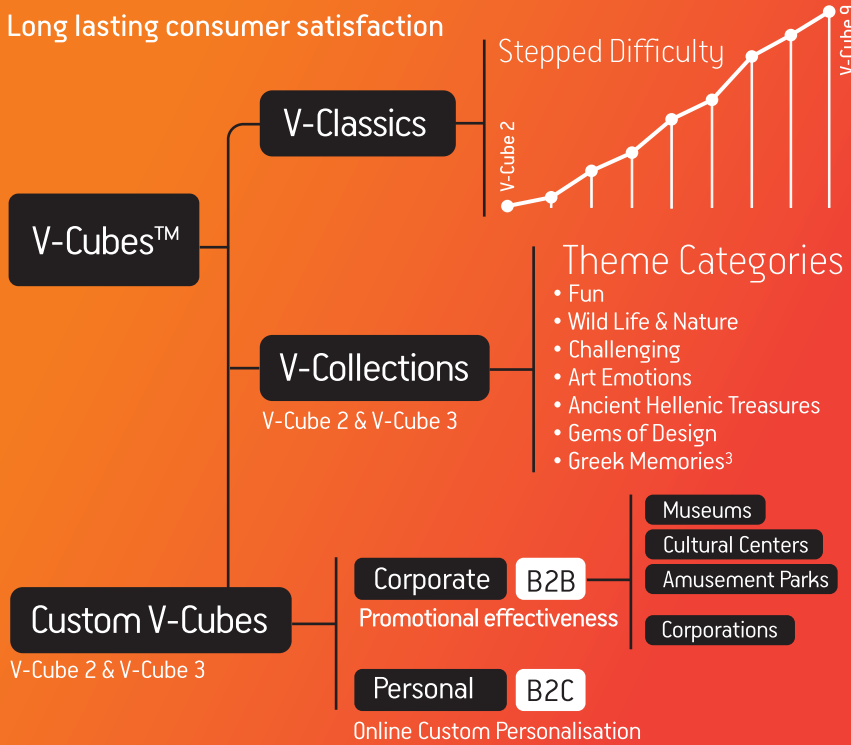 Long lasting consumer satisfaction
V-Classics
Stepped Difficulty
V-Cube 2
V-Cube 9
V-Cubes™
V-Collections
V-Cube 2 & V-Cube 3
Theme Categories
• Fun
• Wild Life & Nature
• Challenging
• Art Emotions
• Ancient Hellenic Treasures
• Gems of Design
• Greek Memories³
Custom V-Cubes
V-Cube 2 & V-Cube 3
Corporate B2B
Promotional effectiveness
Museums
Cultural Centers
Amusement Parks
Corporations
Personal B2C
Online Custom Personalisation